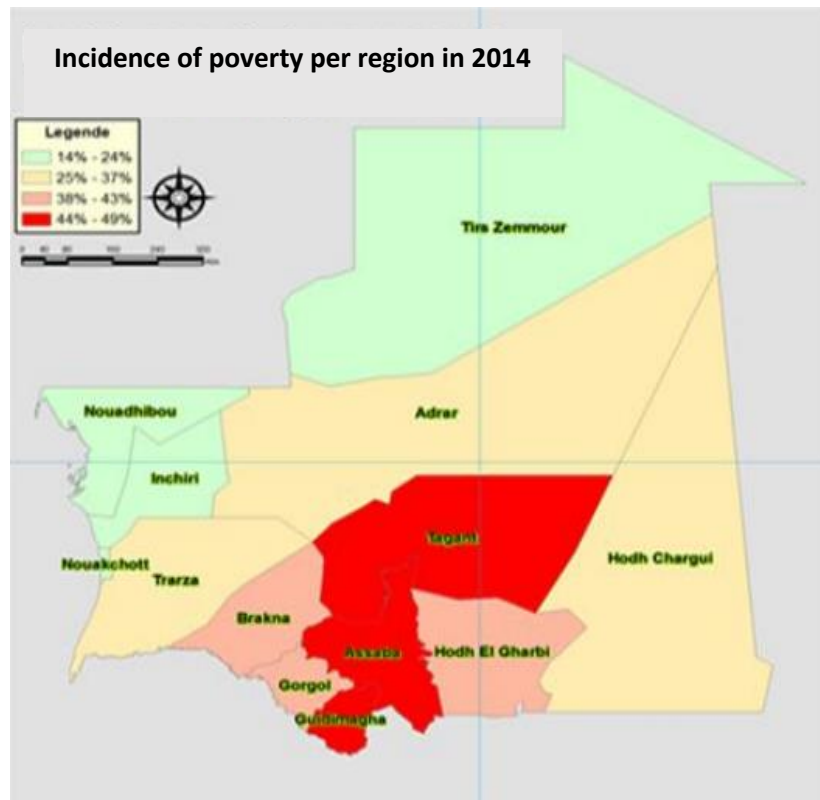 Incidence of poverty per region in 2014
Legende
14% - 24%
25% - 37%
38% - 43%
44% - 49%
Tirs Zemmour
Nouadhibou
Adrar
Inchiri
Tagant
Nouakchott
Trarza
Hodh Chargui
Brakna
Assaba
Hodh El Gharbi
Gorgol
Guidimagha